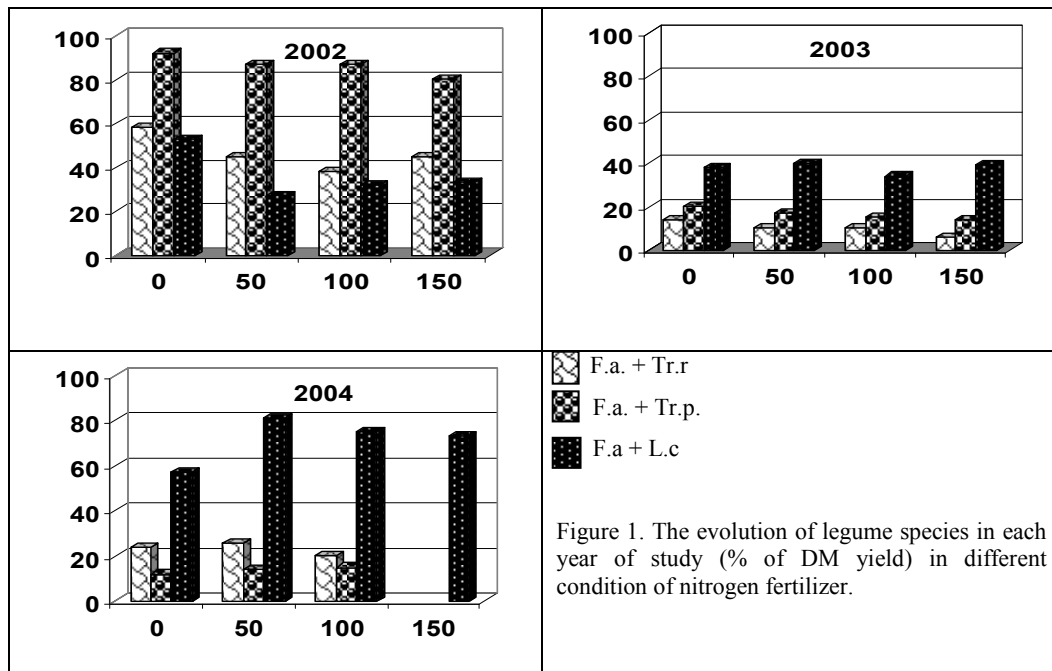 2002
100
80
60
40
20
0
0 50 100 150
2003
100
80
60
40
20
0
0 50 100 150
2004
100
80
60
40
20
0
0 50 100 150
F.a. + Tr.r
F.a. + Tr.p.
F.a + L.c
Figure 1. The evolution of legume species in each
year of study (% of DM yield) in different
condition of nitrogen fertilizer.